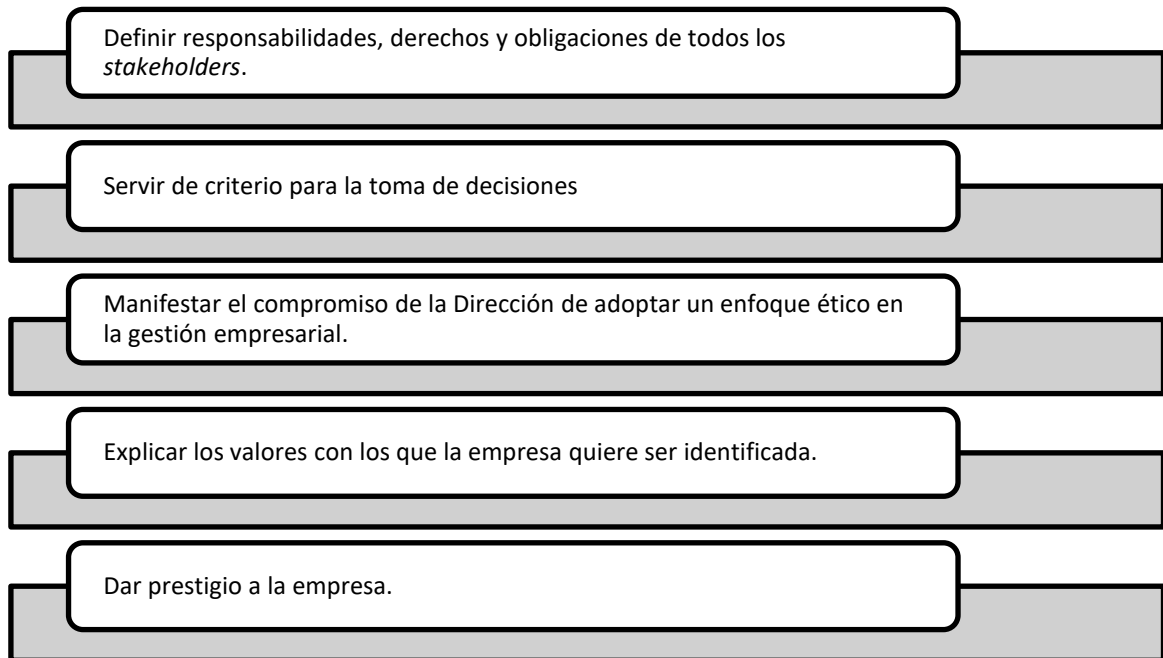 Definir responsabilidades, derechos y obligaciones de todos los
stakeholders.
Servir de criterio para la toma de decisiones
Manifestar el compromiso de la Dirección de adoptar un enfoque ético en
la gestión empresarial.
Explicar los valores con los que la empresa quiere ser identificada.
Dar prestigio a la empresa.